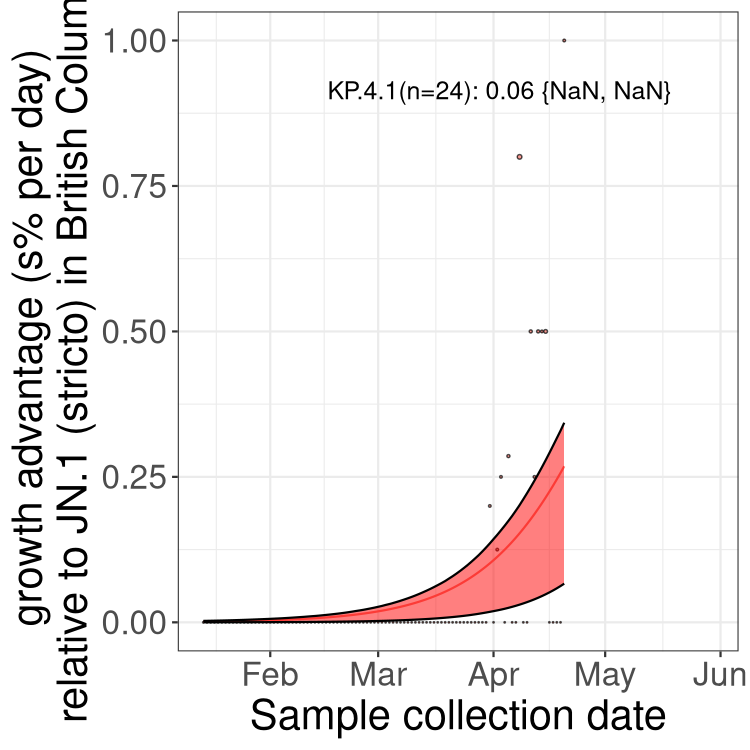 growth advantage (s% per day)
relative to JN.1 (stricto) in British Colum
1.00
0.75
0.50
0.25
0.00
KP.4.1(n=24): 0.06 {NaN, NaN}
Feb Mar Apr May Jun
Sample collection date